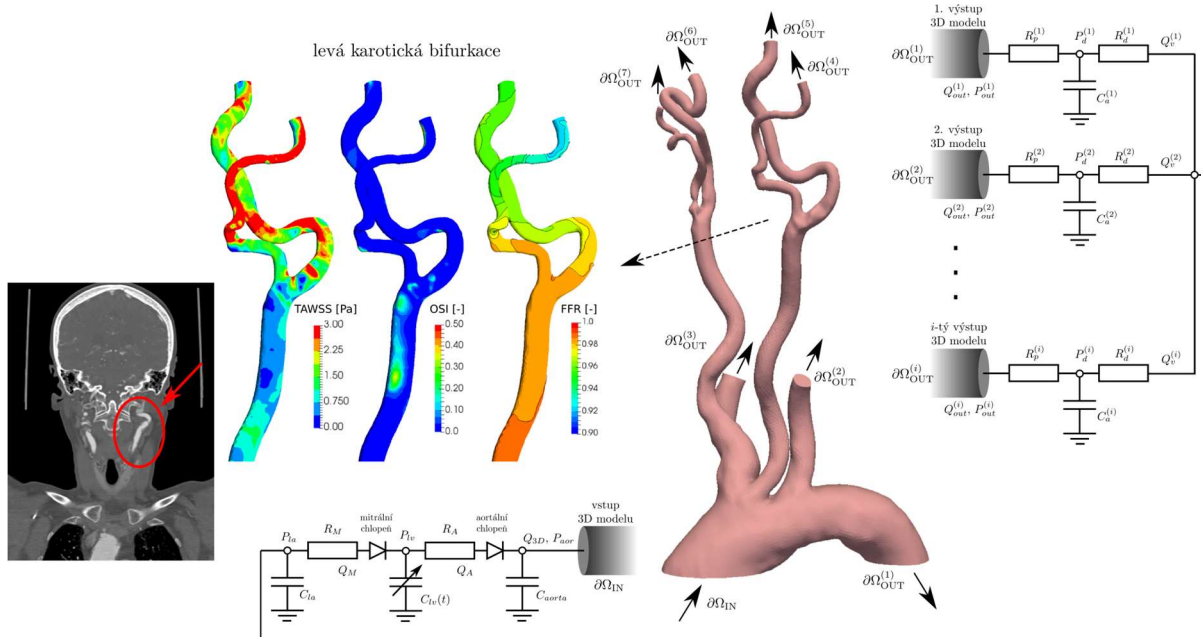 levá karotická bifurkace
TAWSS [Pa]
3.00
2.25
1.50
0.750
0.00
OSI [-]
0.50
0.40
0.30
0.20
0.10
0.0
FFR [-]
1.0
0.98
0.96
0.94
0.92
0.90
∂Ω_OUT^(6)
∂Ω_OUT^(5)
∂Ω_OUT^(7)
∂Ω_OUT^(4)
∂Ω_OUT^(3)
∂Ω_OUT^(2)
∂Ω_OUT^(1)
∂Ω_IN
1. výstup
3D modelu
∂Ω_OUT^(1)
R_p^(1)
P_d^(1)
R_d^(1)
Q_v^(1)
C_a^(1)
Q_out^(1), P_out^(1)
2. výstup
3D modelu
∂Ω_OUT^(2)
R_p^(2)
P_d^(2)
R_d^(2)
Q_v^(2)
C_a^(2)
Q_out^(2), P_out^(2)
i-tý výstup
3D modelu
∂Ω_OUT^(i)
R_p^(i)
P_d^(i)
R_d^(i)
Q_v^(i)
C_a^(i)
Q_out^(i), P_out^(i)
P_la
R_M
mitrální
chlopeň
P_lv
R_A
aortální
chlopeň
Q_3D, P_aor
vstup
3D modelu
Q_M
Q_A
∂Ω_IN
C_la
C_lv(t)
C_aorta